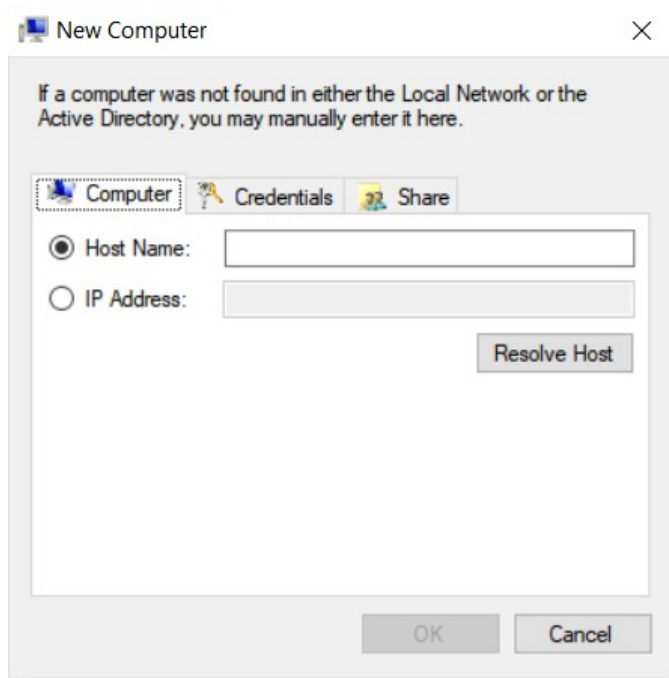 New Computer
If a computer was not found in either the Local Network or the
Active Directory, you may manually enter it here.
Computer Credentials Share
Host Name:
IP Address:
Resolve Host
OK Cancel